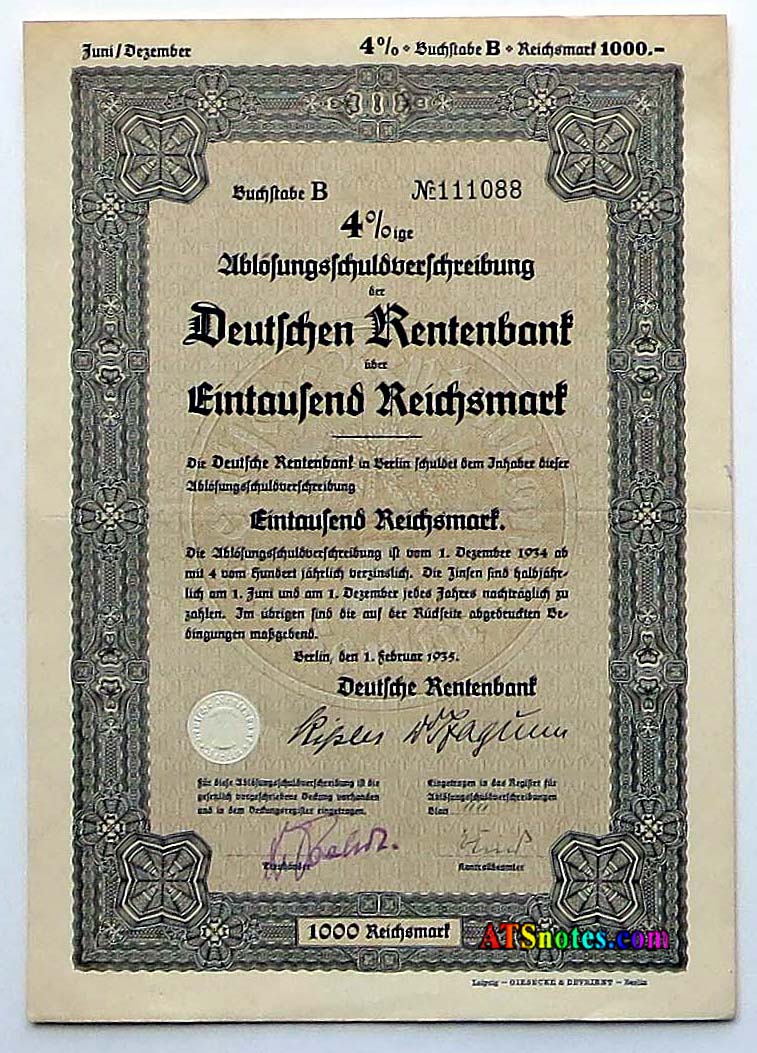 Juni/Dezember
4% ⋄ Buchstabe B ⋄ Reichsmark 1000.-
Buchstabe B № 111088
4%ige
Ablösungsschuldverschreibung
der
Deutschen Rentenbank
über
Eintausend Reichsmark
Die Deutsche Rentenbank in Berlin schuldet dem Inhaber dieser
Ablösungsschuldverschreibung
Eintausend Reichsmark.
Die Ablösungsschuldverschreibung ist vom 1. Dezember 1934 ab
mit 4 vom Hundert jährlich verzinslich. Die Zinsen sind halbjähr-
lich am 1. Juni und am 1. Dezember jedes Jahres nachträglich zu
zahlen. Im übrigen sind die auf der Rückseite abgedruckten Be-
dingungen maßgebend.
Berlin, den 1. Februar 1935.
Deutsche Rentenbank
Für diese Ablösungsschuldverschreibung ist die
gesetzlich vorgeschriebene Deckung vorhanden
und in dem Deckungsregister eingetragen.
Treuhänder
Eingetragen in das Register für
Ablösungsschuldverschreibungen
Blatt
Kontrollbeamter
1000 Reichsmark
ATSnotes.com
Leipzig – GIESECKE & DEVRIENT – Berlin